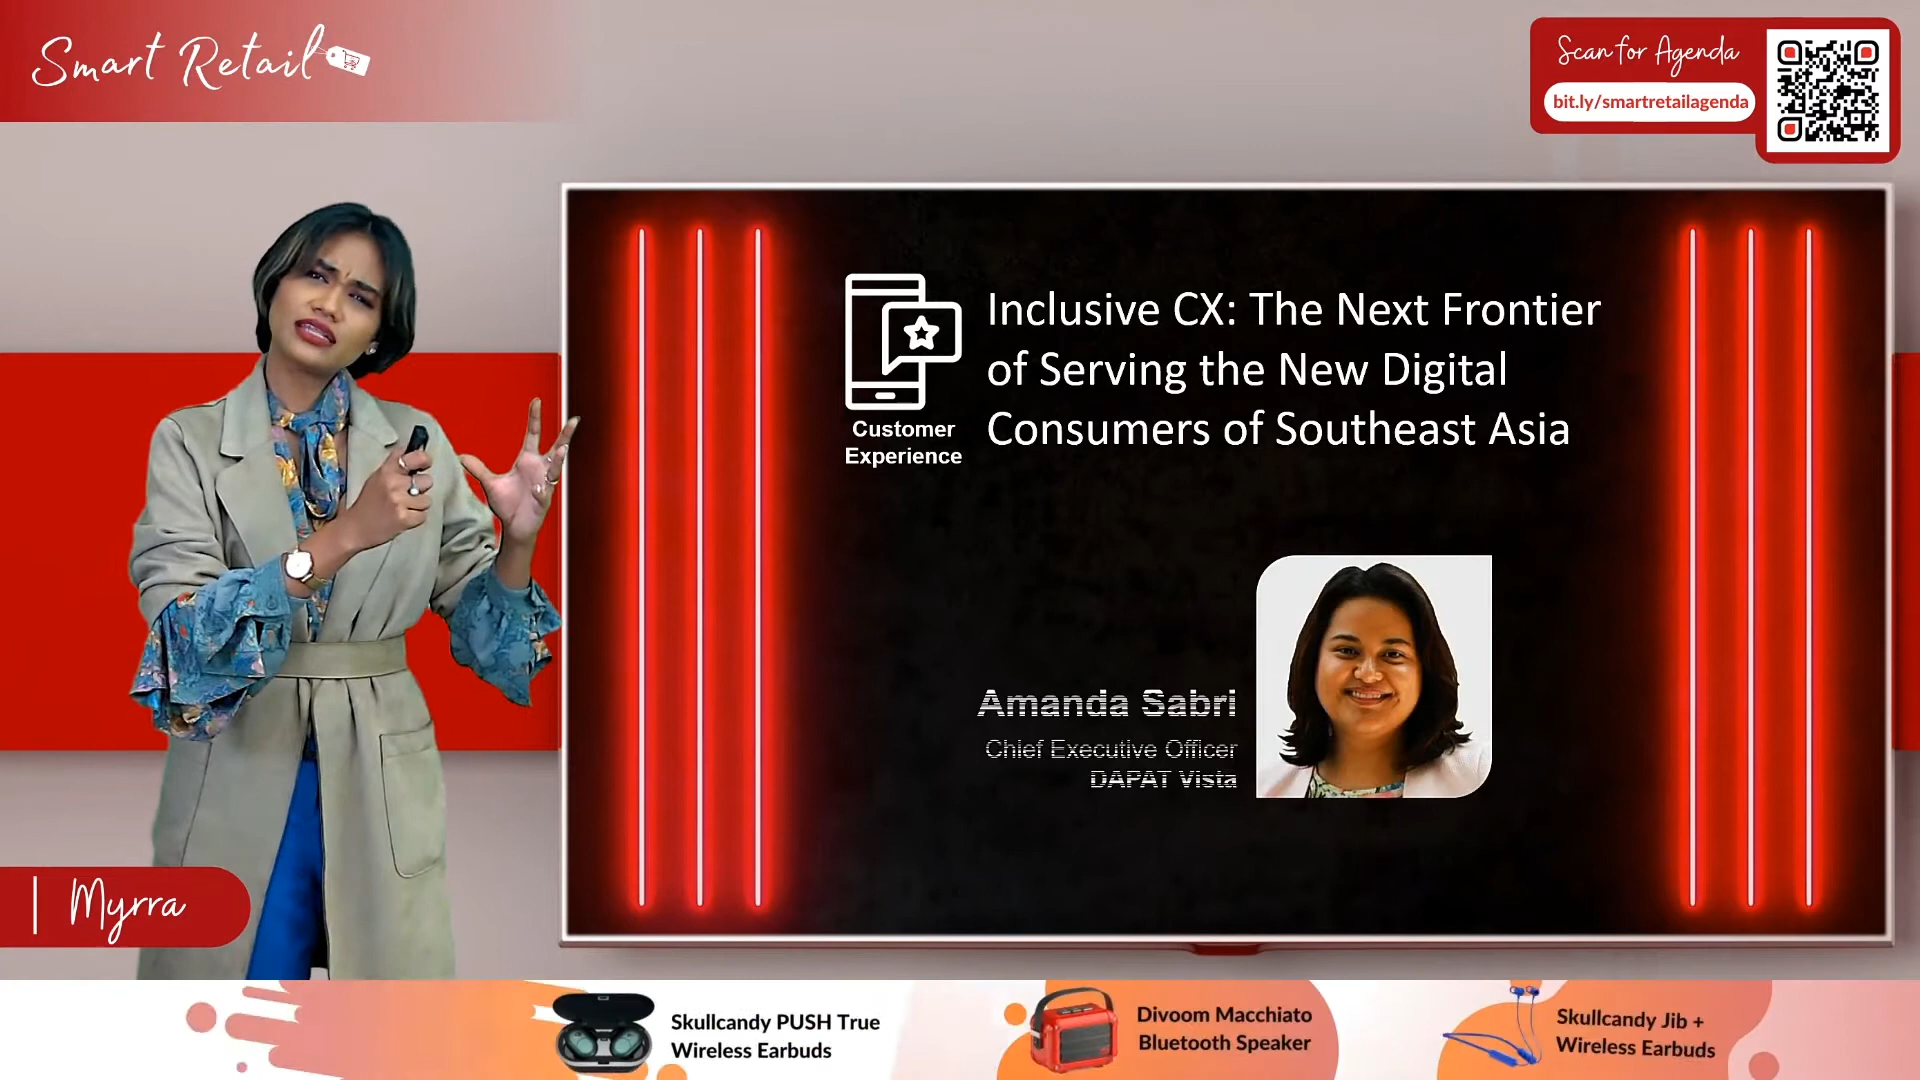 Smart Retail
Scan for Agenda
bit.ly/smartretailagenda
Inclusive CX: The Next Frontier
of Serving the New Digital
Consumers of Southeast Asia
Customer
Experience
Amanda Sabri
Chief Executive Officer
DAPAT Vista
Myrra
Skullcandy PUSH True
Wireless Earbuds
Divoom Macchiato
Bluetooth Speaker
Skullcandy Jib +
Wireless Earbuds